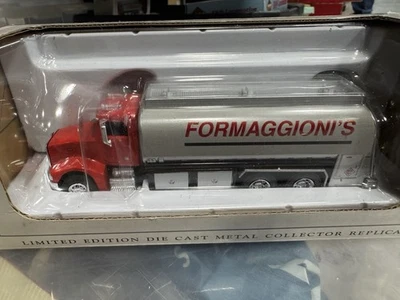 FORMAGGIONI'S
LIMITED EDITION DIE CAST METAL COLLECTOR REPLICA